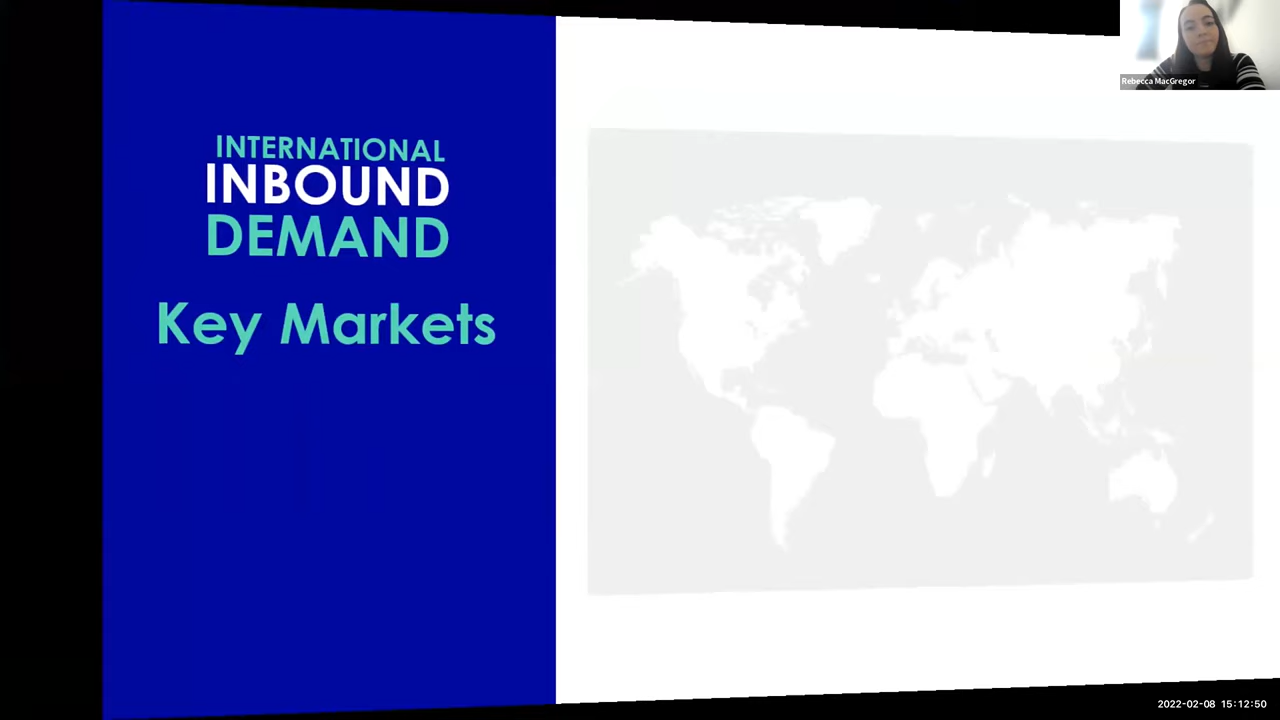 INTERNATIONAL
INBOUND
DEMAND
Key Markets
Rebecca MacGregor
2022-02-08 15:12:50